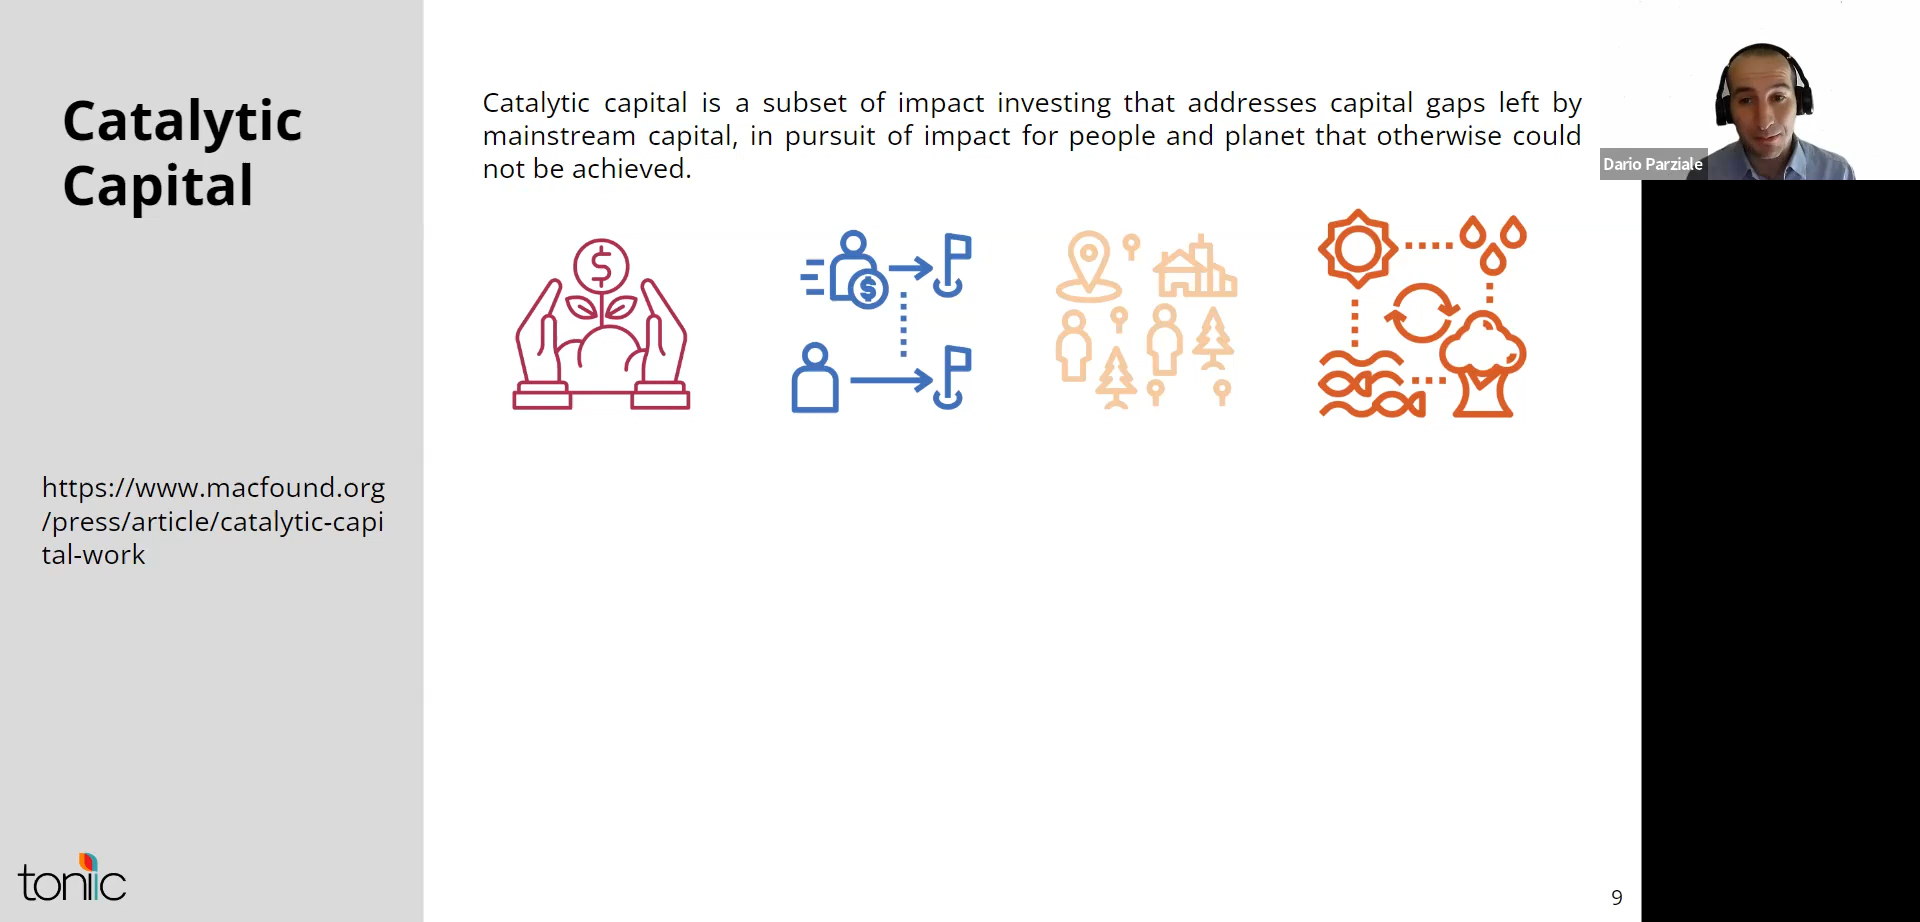 Catalytic
Capital
Catalytic capital is a subset of impact investing that addresses capital gaps left by
mainstream capital, in pursuit of impact for people and planet that otherwise could
not be achieved.
Dario Parziale
$
$
https://www.macfound.org
/press/article/catalytic-capi
tal-work
toniic
9